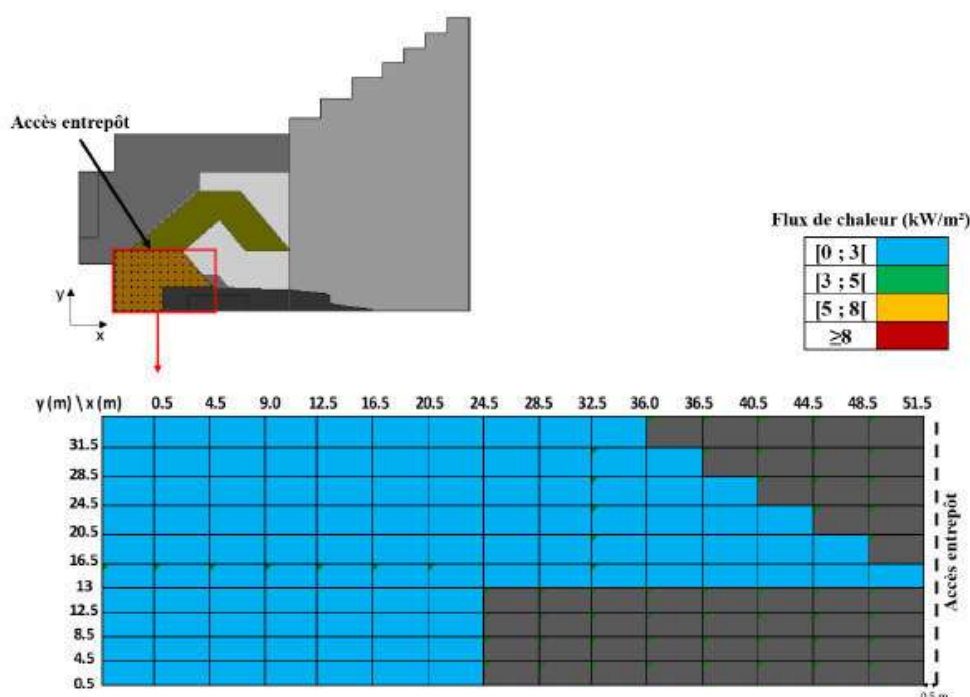 Accès entrepôt
y
x
Flux de chaleur (kW/m²)
[0 ; 3[
[3 ; 5[
[5 ; 8[
≥8
y (m) \ x (m) 0.5 4.5 9.0 12.5 16.5 20.5 24.5 28.5 32.5 36.0 36.5 40.5 44.5 48.5 51.5
31.5
28.5
24.5
20.5
16.5
13
12.5
8.5
4.5
0.5
Accès entrepôt
0.5 m